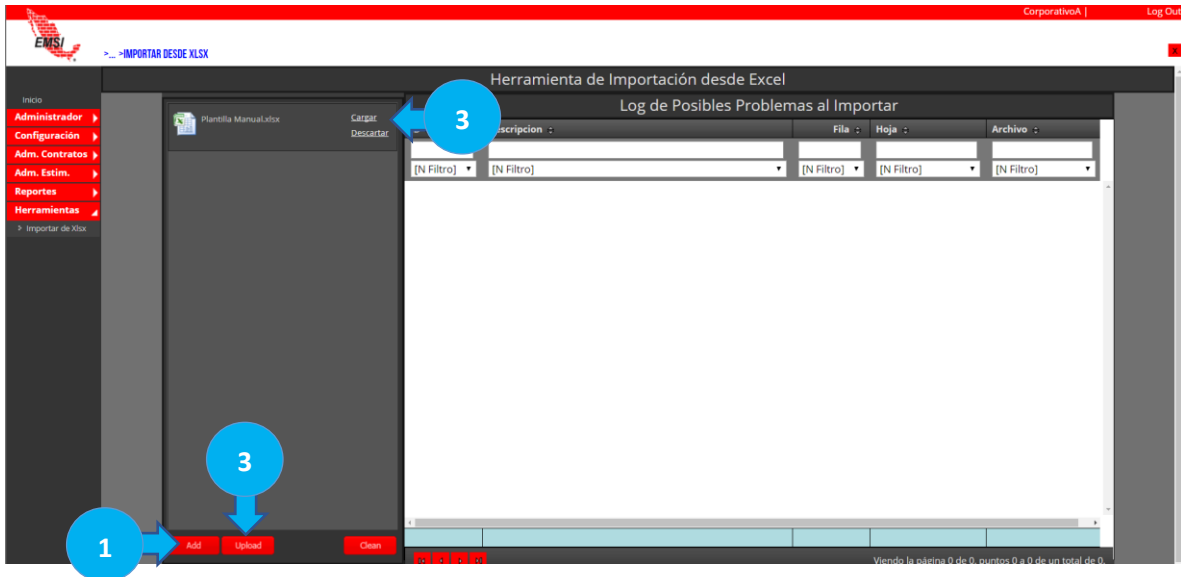 CorporativoA | Log Out
EMSI
>... >IMPORTAR DESDE XLSX
X
Herramienta de Importación desde Excel
Inicio
Administrador
Configuración
Adm. Contratos
Adm. Estim.
Reportes
Herramientas
Importar de Xlsx
Plantilla Manual.xlsx
Cargar
Descartar
3
Log de Posibles Problemas al Importar
escripcion Fila Hoja Archivo
[N Filtro] [N Filtro] [N Filtro] [N Filtro] [N Filtro]
3
1
Add Upload Clean
Viendo la página 0 de 0, puntos 0 a 0 de un total de 0.